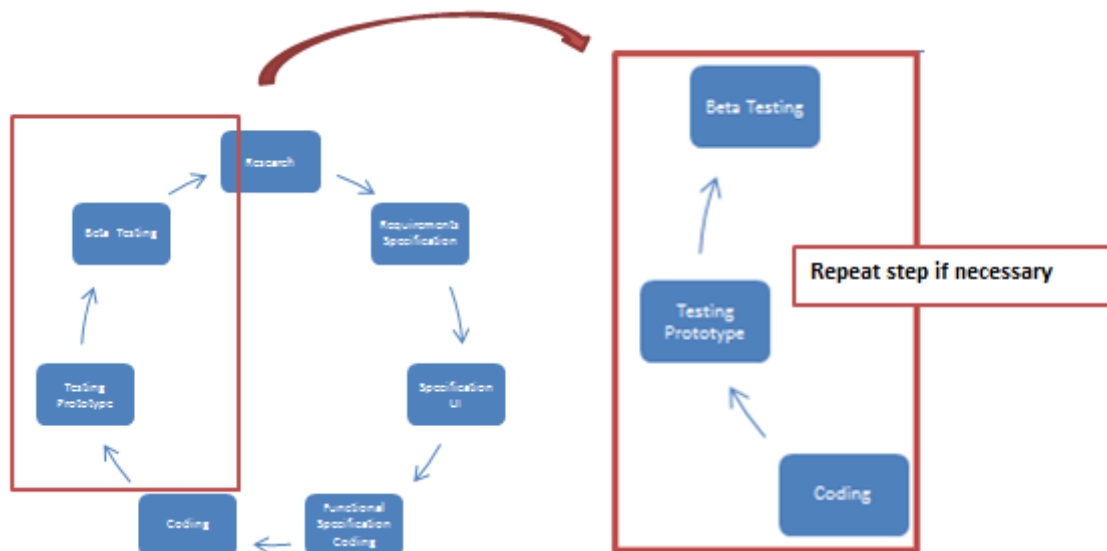 Research
Requirements
Specification
Specification
UI
Functional
Specification
Coding
Coding
Testing
Prototype
Beta Testing
Beta Testing
Testing
Prototype
Coding
Repeat step if necessary